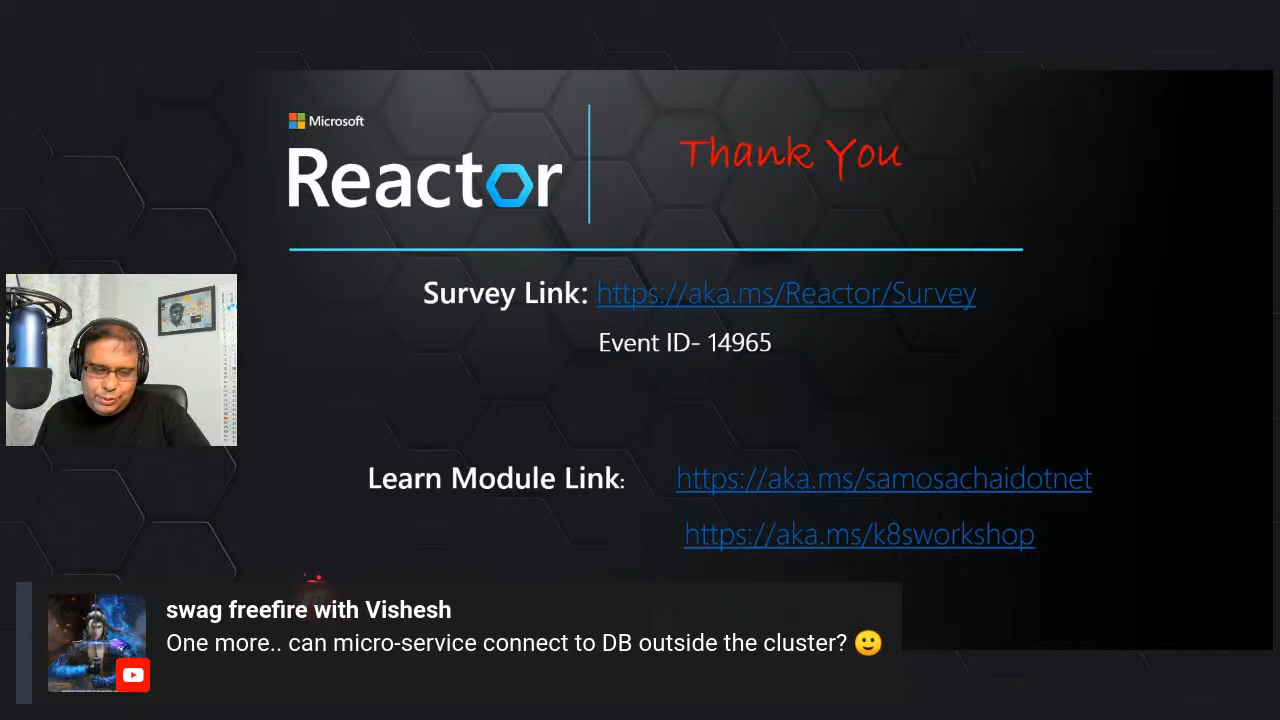 Microsoft
Reactor
Thank You
Survey Link: https://aka.ms/Reactor/Survey
Event ID- 14965
Learn Module Link: https://aka.ms/samosachaidotnet
https://aka.ms/k8sworkshop
swag freefire with Vishesh
One more.. can micro-service connect to DB outside the cluster? 🙂